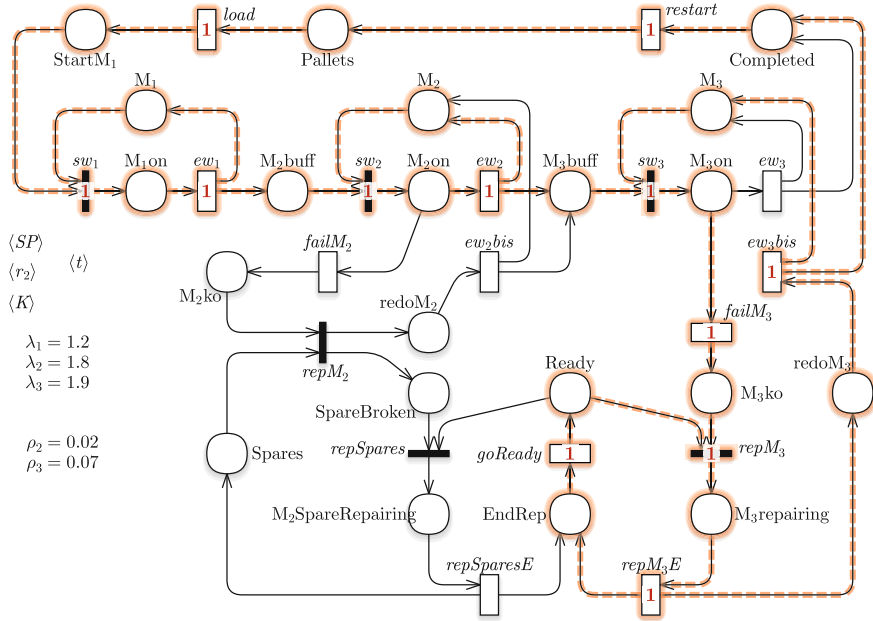 load
restart
StartM₁
Pallets
Completed
1
1
M₁
M₂
M₃
sw₁
M₁on
ew₁
M₂buff
sw₂
M₂on
ew₂
M₃buff
sw₃
M₃on
ew₃
1
1
1
1
1
⟨SP⟩
⟨r₂⟩
⟨t⟩
⟨K⟩
failM₂
ew₂bis
ew₃bis
1
M₂ko
redoM₂
failM₃
1
λ₁ = 1.2
λ₂ = 1.8
λ₃ = 1.9
repM₂
Ready
redoM₃
SpareBroken
M₃ko
ρ₂ = 0.02
ρ₃ = 0.07
Spares
repSpares
goReady
1
1
repM₃
M₂SpareRepairing
EndRep
M₃repairing
repSparesE
repM₃E
1